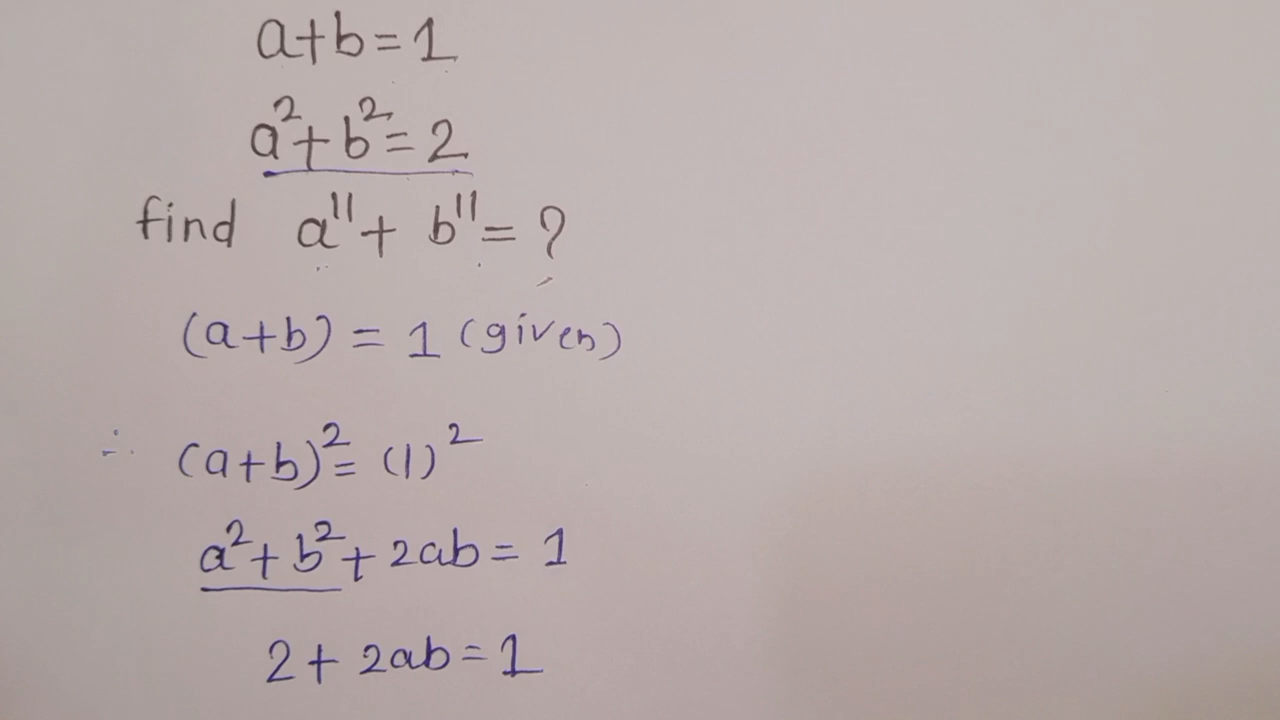 a+b=1
a²+b²=2
find a¹¹+ b¹¹= ?
(a+b) = 1 (given)
∴ (a+b)²= (1)²
a²+b²+2ab= 1
2+ 2ab=1